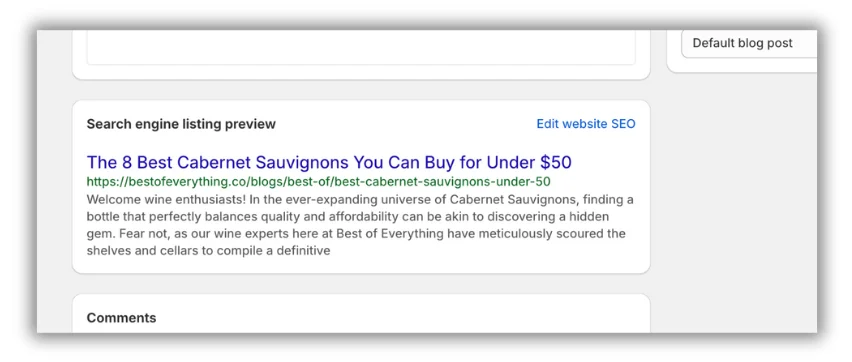 Default blog post
Search engine listing preview
Edit website SEO
The 8 Best Cabernet Sauvignons You Can Buy for Under $50
https://bestofeverything.co/blogs/best-of/best-cabernet-sauvignons-under-50
Welcome wine enthusiasts! In the ever-expanding universe of Cabernet Sauvignons, finding a
bottle that perfectly balances quality and affordability can be akin to discovering a hidden
gem. Fear not, as our wine experts here at Best of Everything have meticulously scoured the
shelves and cellars to compile a definitive
Comments